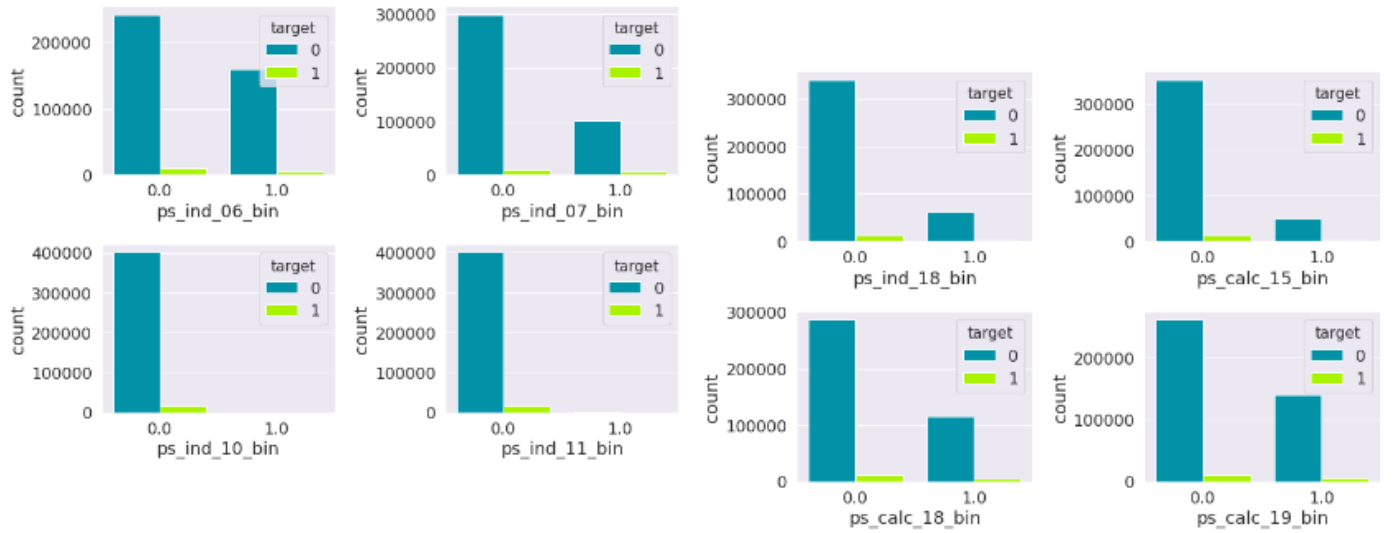 200000
100000
0
count
target
0
1
0.0 1.0
ps_ind_06_bin
300000
200000
100000
0
count
target
0
1
0.0 1.0
ps_ind_07_bin
400000
300000
200000
100000
0
count
target
0
1
0.0 1.0
ps_ind_10_bin
400000
300000
200000
100000
0
count
target
0
1
0.0 1.0
ps_ind_11_bin
300000
200000
100000
0
count
target
0
1
0.0 1.0
ps_ind_18_bin
300000
200000
100000
0
count
target
0
1
0.0 1.0
ps_calc_15_bin
300000
200000
100000
0
count
target
0
1
0.0 1.0
ps_calc_18_bin
200000
100000
0
count
target
0
1
0.0 1.0
ps_calc_19_bin